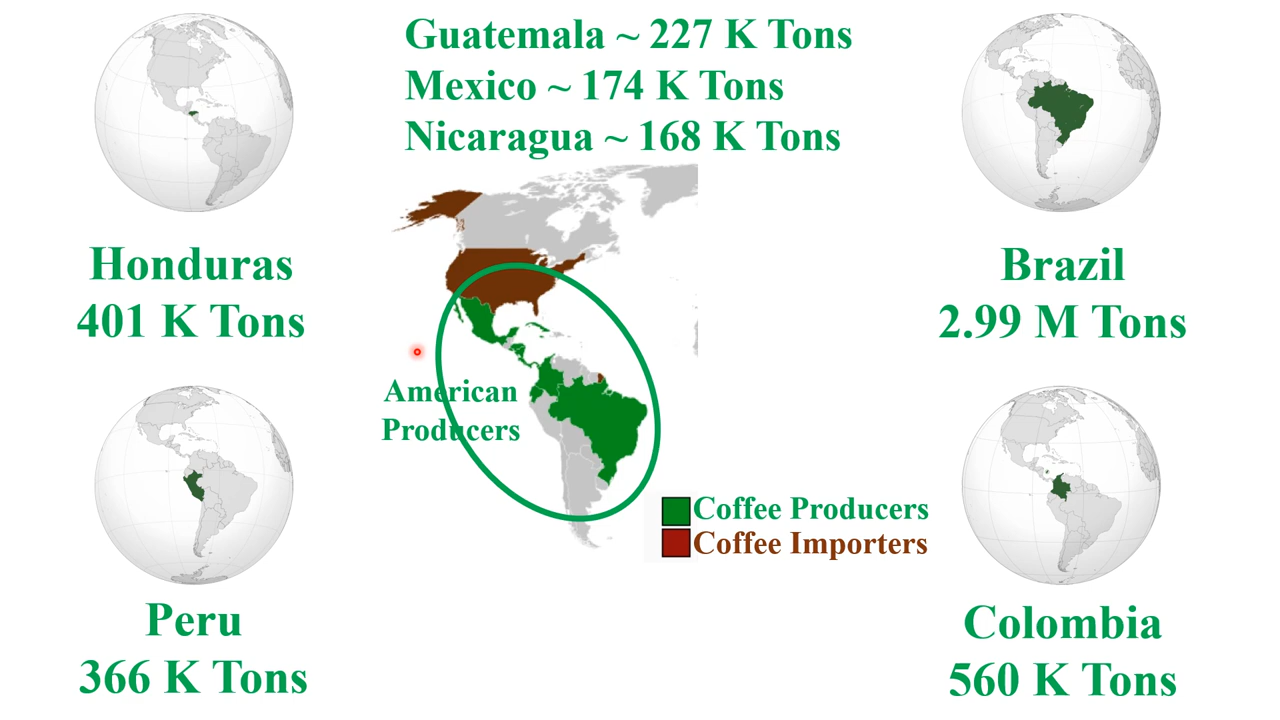 Guatemala ~ 227 K Tons
Mexico ~ 174 K Tons
Nicaragua ~ 168 K Tons
Honduras
401 K Tons
Brazil
2.99 M Tons
American
Producers
Coffee Producers
Coffee Importers
Peru
366 K Tons
Colombia
560 K Tons